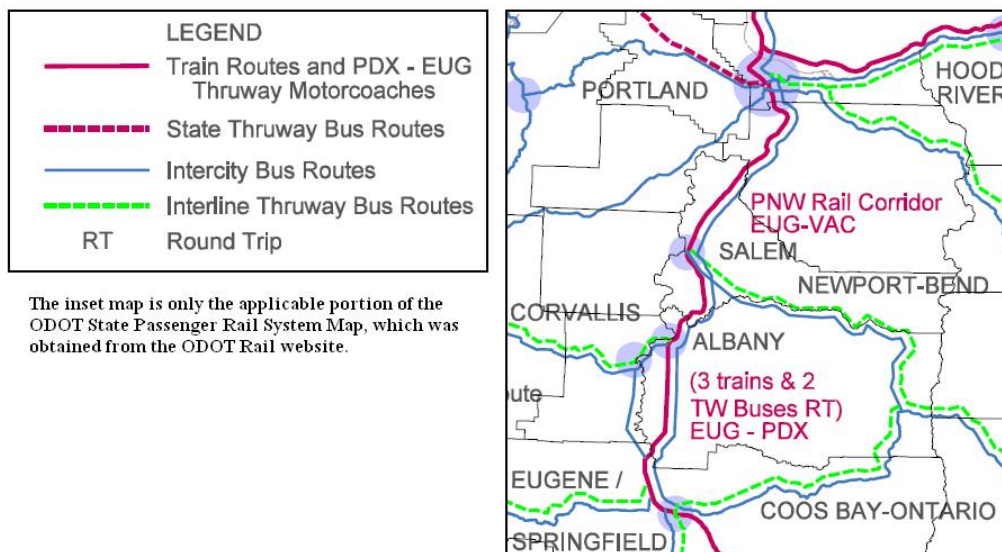 LEGEND
Train Routes and PDX - EUG
Thruway Motorcoaches
State Thruway Bus Routes
Intercity Bus Routes
Interline Thruway Bus Routes
RT Round Trip
The inset map is only the applicable portion of the
ODOT State Passenger Rail System Map, which was
obtained from the ODOT Rail website.
PORTLAND
HOOD
RIVER
PNW Rail Corridor
EUG-VAC
SALEM
NEWPORT-BEND
CORVALLIS
ALBANY
(3 trains & 2
TW Buses RT)
EUG - PDX
oute
EUGENE /
SPRINGFIELD
COOS BAY-ONTARIO